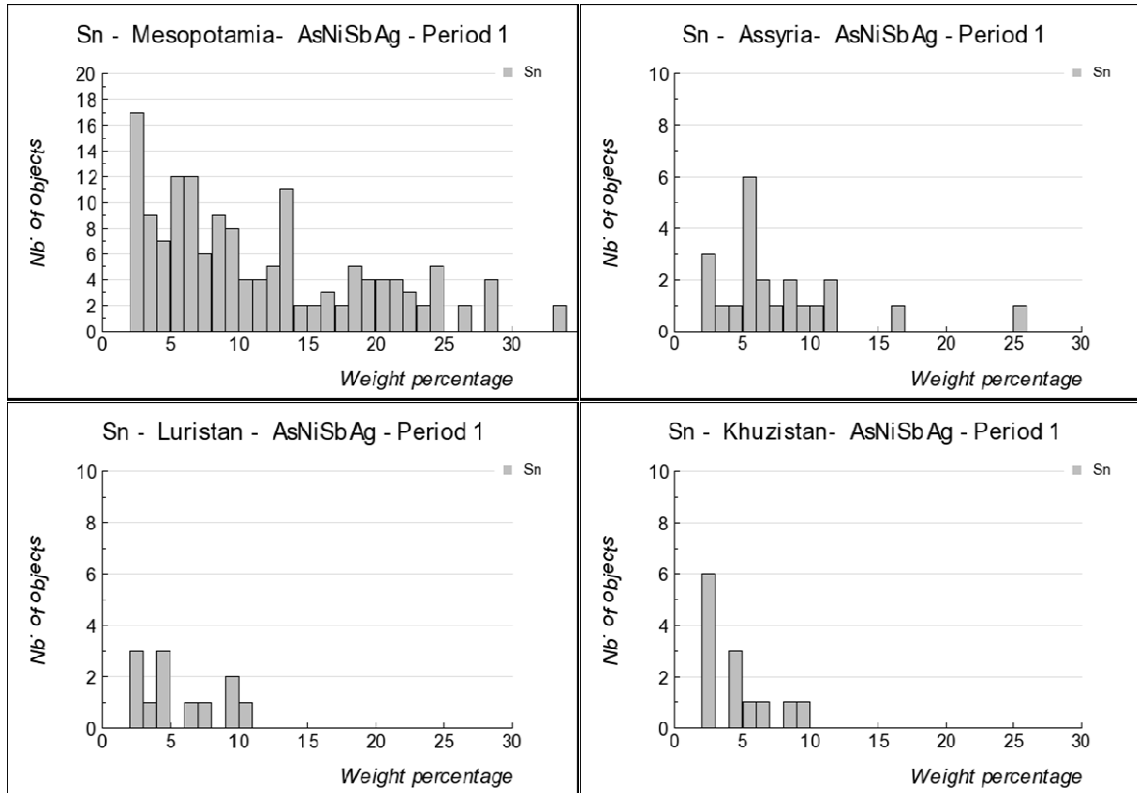 Sn - Mesopotamia- AsNiSbAg - Period 1
Sn
20
18
16
14
12
10
8
6
4
2
0
Nb. of objects
0 5 10 15 20 25 30
Weight percentage
Sn - Assyria- AsNiSbAg - Period 1
Sn
10
8
6
4
2
0
Nb. of objects
0 5 10 15 20 25 30
Weight percentage
Sn - Luristan - AsNiSbAg - Period 1
Sn
10
8
6
4
2
0
Nb. of objects
0 5 10 15 20 25 30
Weight percentage
Sn - Khuzistan- AsNiSbAg - Period 1
Sn
10
8
6
4
2
0
Nb. of objects
0 5 10 15 20 25 30
Weight percentage